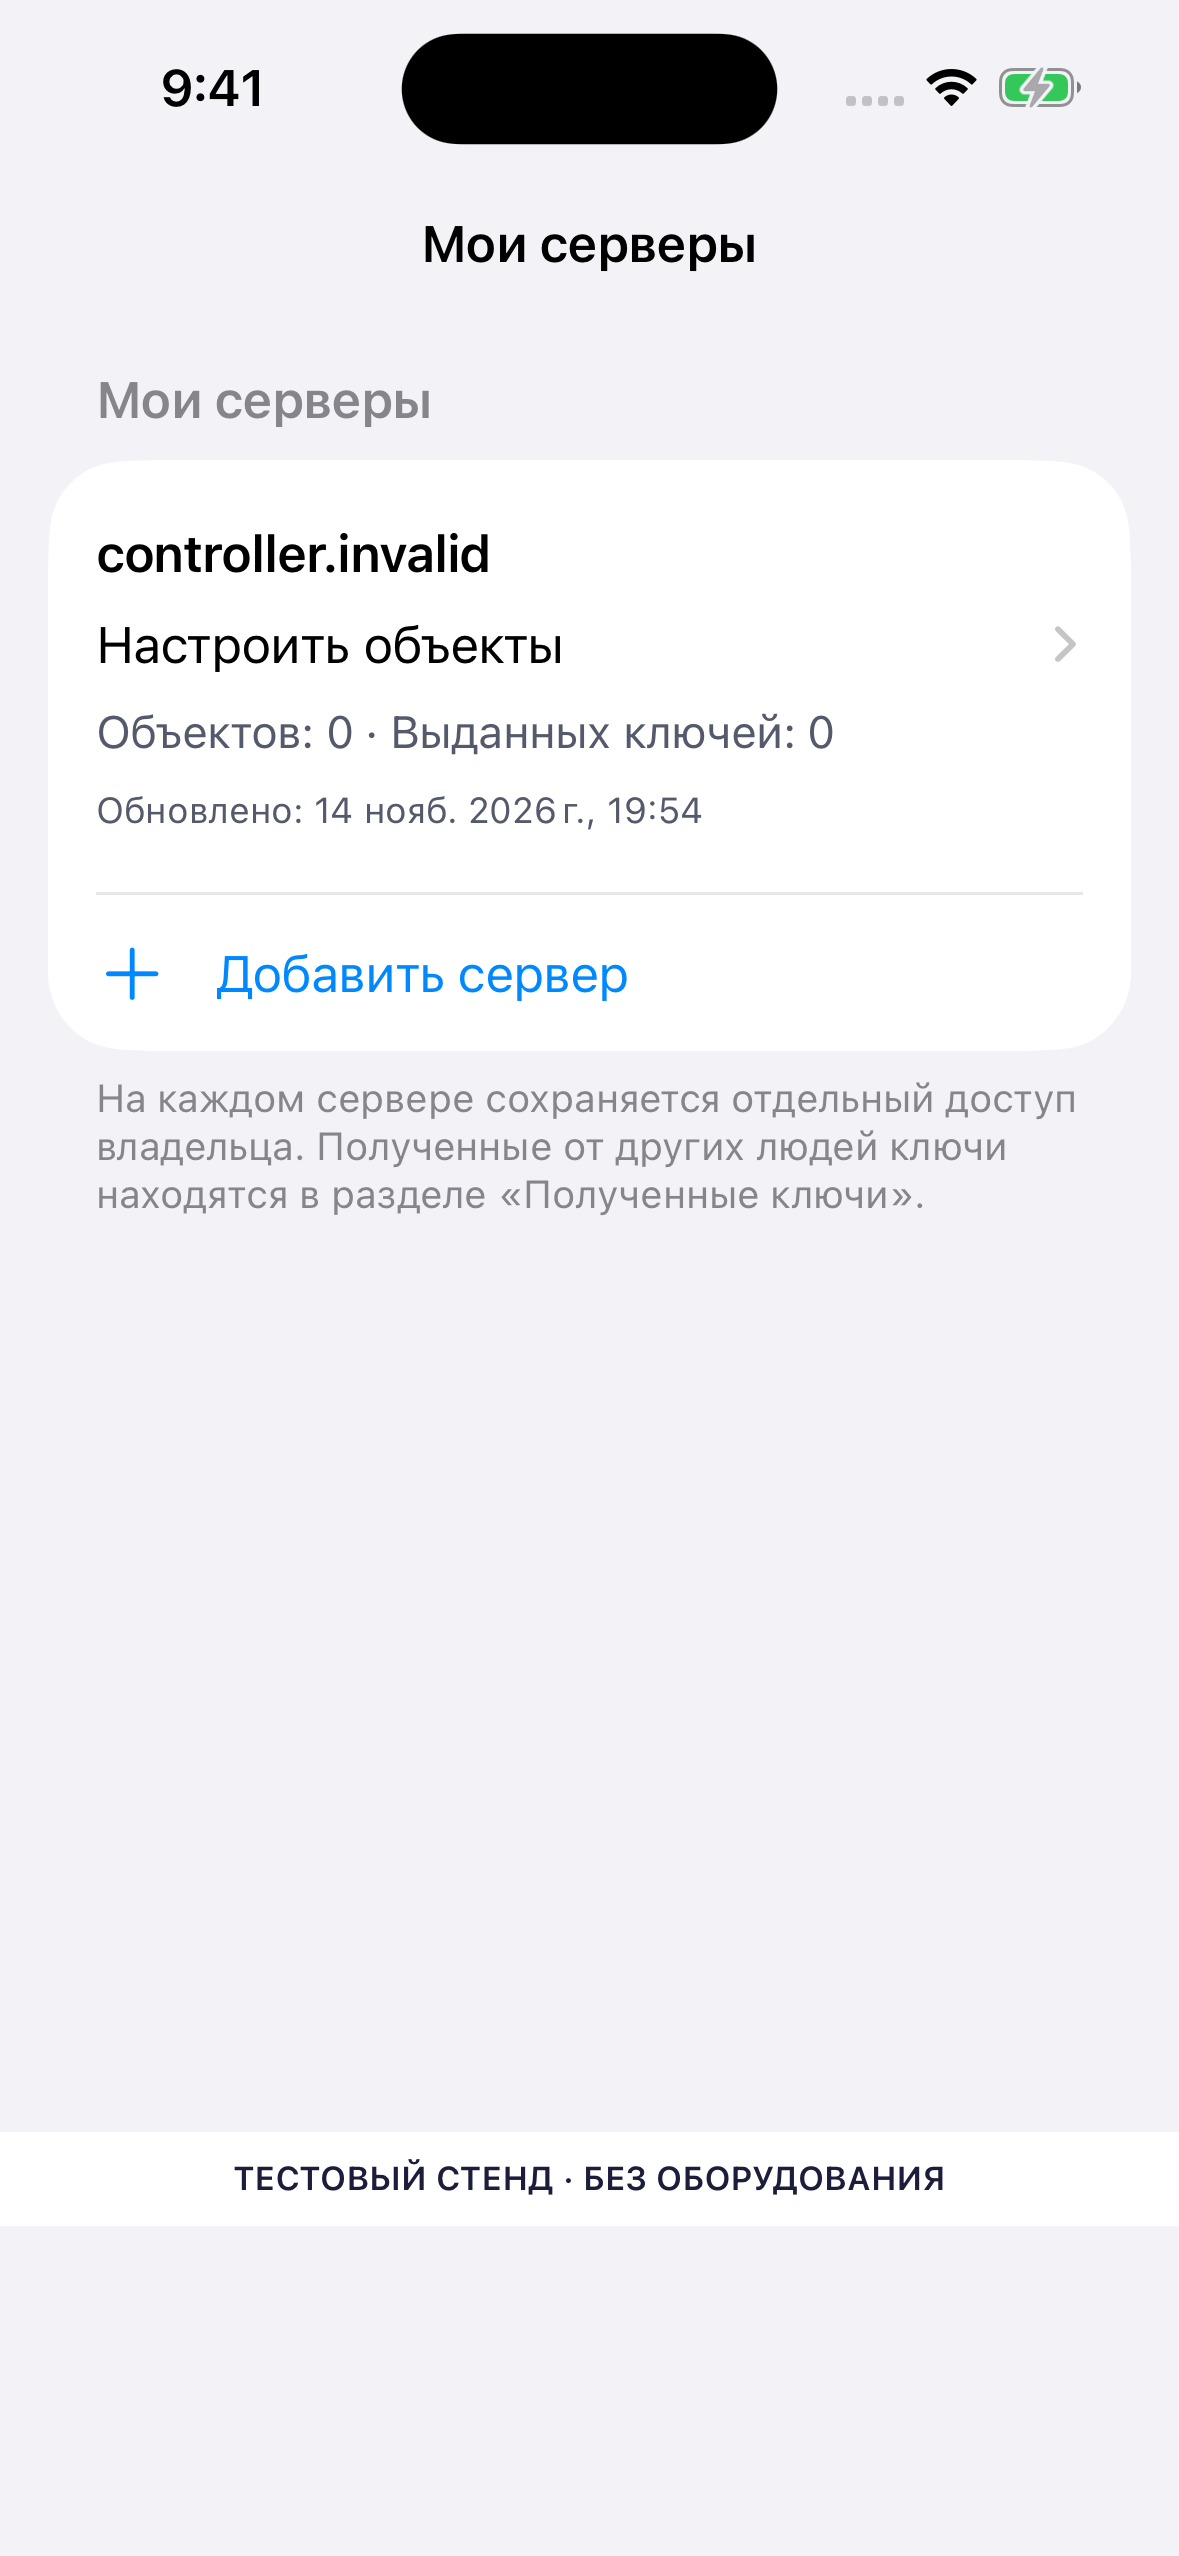 9:41
Мои серверы
Мои серверы
controller.invalid
Настроить объекты
Объектов: 0 · Выданных ключей: 0
Обновлено: 14 нояб. 2026 г., 19:54
Добавить сервер
На каждом сервере сохраняется отдельный доступ
владельца. Полученные от других людей ключи
находятся в разделе «Полученные ключи».
ТЕСТОВЫЙ СТЕНД · БЕЗ ОБОРУДОВАНИЯ